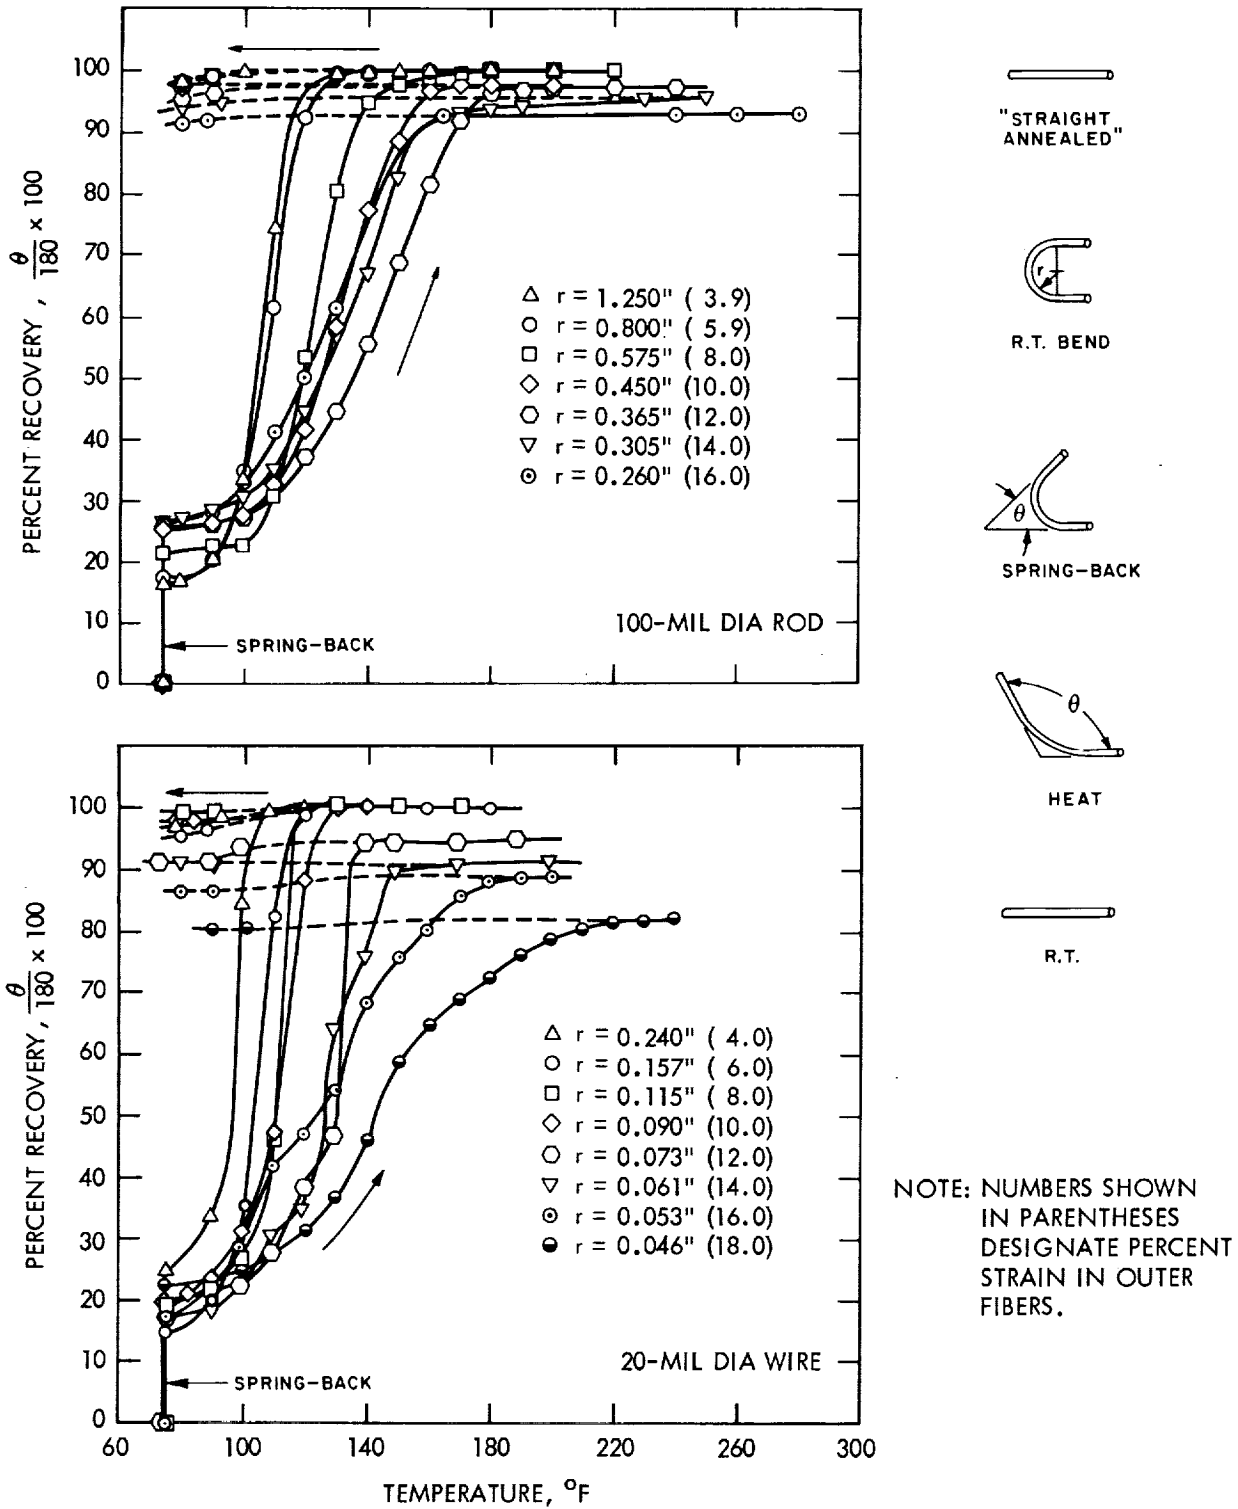 PERCENT RECOVERY, θ/180 × 100
100
90
80
70
60
50
40
30
20
10
0
△ r = 1.250" ( 3.9)
○ r = 0.800" ( 5.9)
□ r = 0.575" ( 8.0)
◇ r = 0.450" (10.0)
⬡ r = 0.365" (12.0)
▽ r = 0.305" (14.0)
⊙ r = 0.260" (16.0)
100-MIL DIA ROD
SPRING-BACK
"STRAIGHT
ANNEALED"
r
R.T. BEND
θ
SPRING-BACK
θ
HEAT
R.T.
PERCENT RECOVERY, θ/180 × 100
100
90
80
70
60
50
40
30
20
10
0
△ r = 0.240" ( 4.0)
○ r = 0.157" ( 6.0)
□ r = 0.115" ( 8.0)
◇ r = 0.090" (10.0)
⬡ r = 0.073" (12.0)
▽ r = 0.061" (14.0)
⊙ r = 0.053" (16.0)
◒ r = 0.046" (18.0)
20-MIL DIA WIRE
SPRING-BACK
60 100 140 180 220 260 300
TEMPERATURE, °F
NOTE: NUMBERS SHOWN
IN PARENTHESES
DESIGNATE PERCENT
STRAIN IN OUTER
FIBERS.